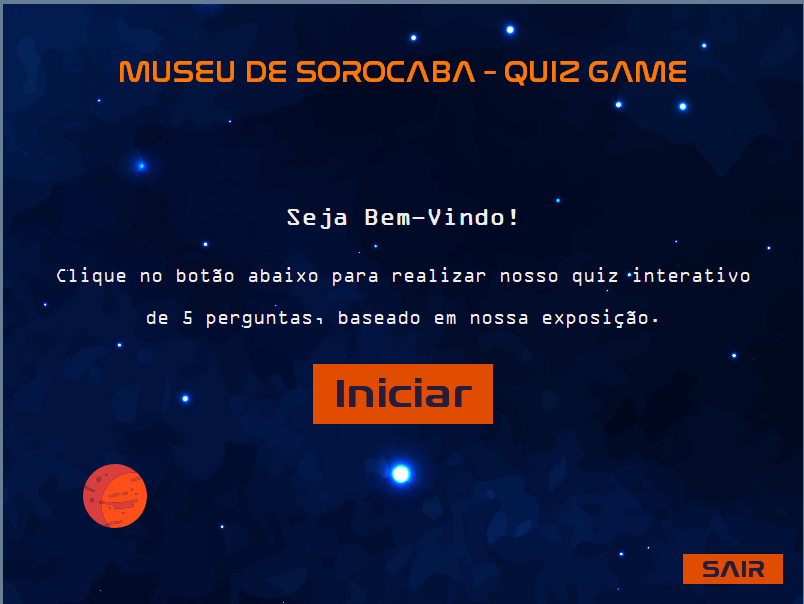 MUSEU DE SOROCABA - QUIZ GAME
Seja Bem-Vindo!
Clique no botão abaixo para realizar nosso quiz interativo
de 5 perguntas, baseado em nossa exposição.
Iniciar
SAIR